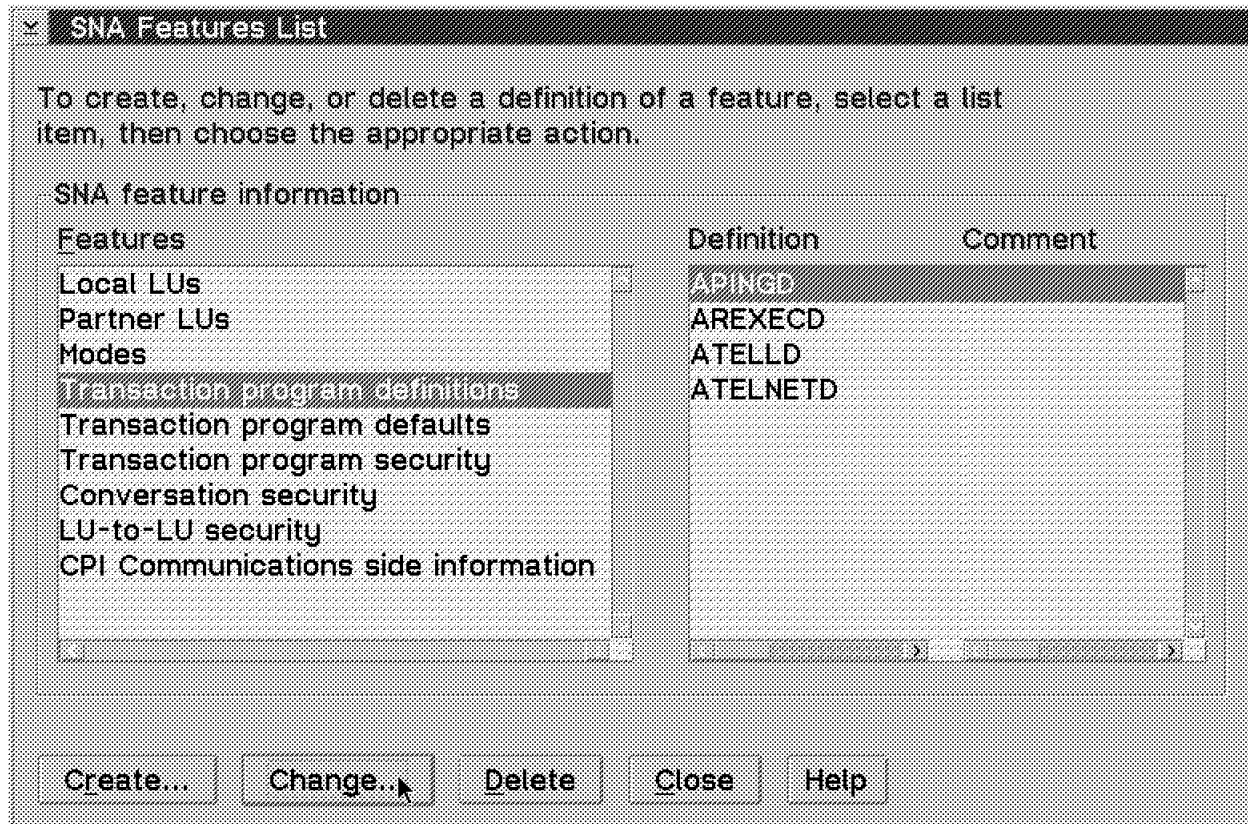 SNA Features List
To create, change, or delete a definition of a feature, select a list
item, then choose the appropriate action.
SNA feature information
Features
Local LUs
Partner LUs
Modes
Transaction program definitions
Transaction program defaults
Transaction program security
Conversation security
LU-to-LU security
CPI Communications side information
Definition Comment
APINGD
AREXECD
ATELLD
ATELNETD
Create... Change... Delete Close Help